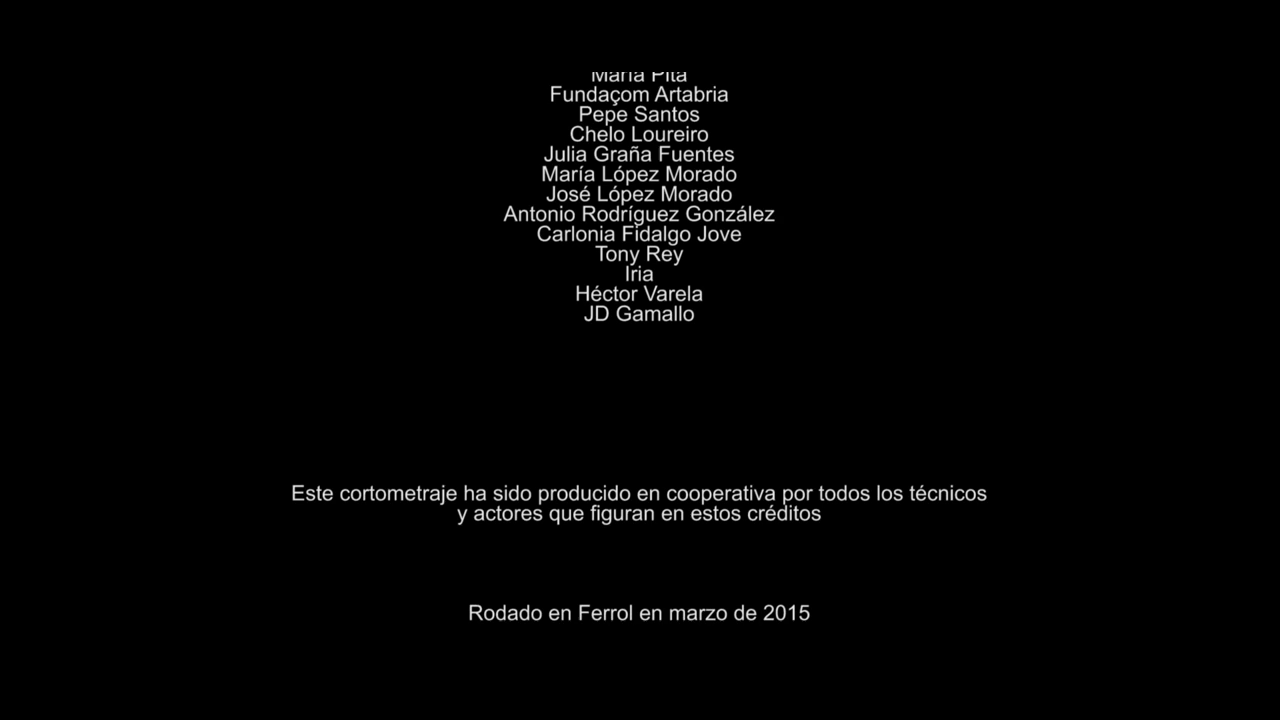 María Pita
Fundaçom Artabria
Pepe Santos
Chelo Loureiro
Julia Graña Fuentes
María López Morado
José López Morado
Antonio Rodríguez González
Carlonia Fidalgo Jove
Tony Rey
Iria
Héctor Varela
JD Gamallo
Este cortometraje ha sido producido en cooperativa por todos los técnicos
y actores que figuran en estos créditos
Rodado en Ferrol en marzo de 2015